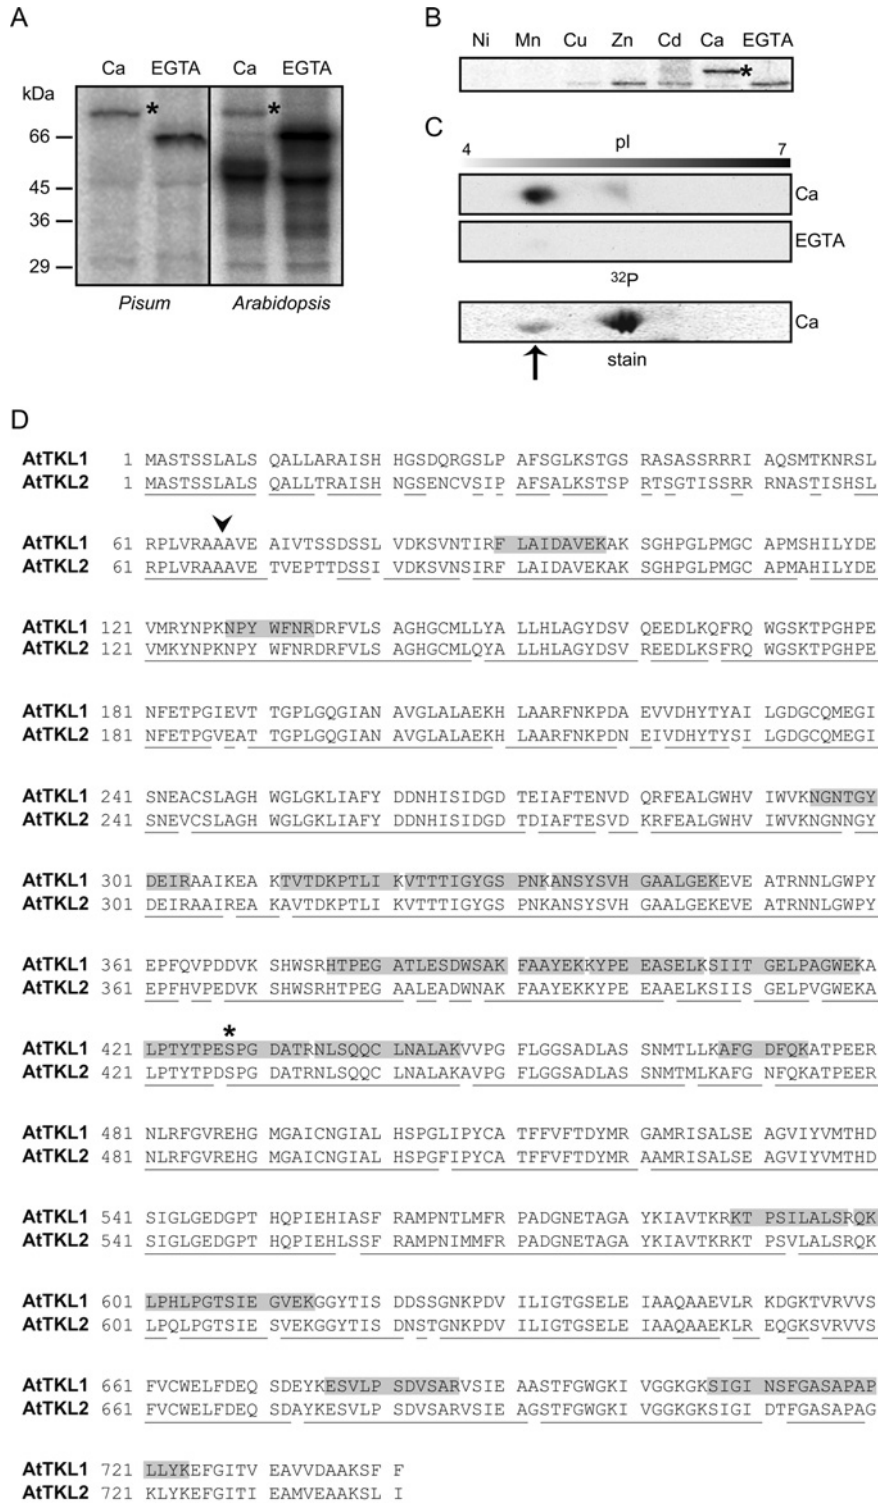 A
Ca EGTA Ca EGTA
kDa
*
*
66
45
36
29
Pisum Arabidopsis
B
Ni Mn Cu Zn Cd Ca EGTA
*
C
4 pI 7
Ca
EGTA
32P
Ca
stain
D
AtTKL1 1 MASTSSLALS QALLARAISH HGSDQRGSLP AFSGLKSTGS RASASSRRRI AQSMTKNRSL
AtTKL2 1 MASTSSLALS QALLTRAISH NGSENCVSIP AFSALKSTSP RTSGTISSRR RNASTISHSL
AtTKL1 61 RPLVRAAAVE AIVTSSDSSL VDKSVNTIRF LAIDAVEKAK SGHPGLPMGC APMSHILYDE
AtTKL2 61 RPLVRAAAVE TVEPTTDSSI VDKSVNSIRF LAIDAVEKAK SGHPGLPMGC APMAHILYDE
AtTKL1 121 VMRYNPKNPY WFNRDRFVLS AGHGCMLLYA LLHLAGYDSV QEEDLKQFRQ WGSKTPGHPE
AtTKL2 121 VMKYNPKNPY WFNRDRFVLS AGHGCMLQYA LLHLAGYDSV REEDLKSFRQ WGSKTPGHPE
AtTKL1 181 NFETPGIEVT TGPLGQGIAN AVGLALAEKH LAARFNKPDA EVVDHYTYAI LGDGCQMEGI
AtTKL2 181 NFETPGVEAT TGPLGQGIAN AVGLALAEKH LAARFNKPDN EIVDHYTYSI LGDGCQMEGI
AtTKL1 241 SNEACSLAGH WGLGKLIAFY DDNHISIDGD TEIAFTENVD QRFEALGWHV IWVKNGNTGY
AtTKL2 241 SNEVCSLAGH WGLGKLIAFY DDNHISIDGD TDIAFTESVD KRFEALGWHV IWVKNGNNGY
AtTKL1 301 DEIRAAIKEA KTVTDKPTLI KVTTTIGYGS PNKANSYSVH GAALGEKEVE ATRNNLGWPY
AtTKL2 301 DEIRAAIREA KAVTDKPTLI KVTTTIGYGS PNKANSYSVH GAALGEKEVE ATRNNLGWPY
AtTKL1 361 EPFQVPDDVK SHWSRHTPEG ATLESDWSAK FAAYEKKYPE EASELKSIIT GELPAGWEKA
AtTKL2 361 EPFHVPEDVK SHWSRHTPEG AALEADWNAK FAAYEKKYPE EAAELKSIIS GELPVGWEKA
*
AtTKL1 421 LPTYTPESPG DATRNLSQQC LNALAKVVPG FLGGSADLAS SNMTLLKAFG DFQKATPEER
AtTKL2 421 LPTYTPDSPG DATRNLSQQC LNALAKAVPG FLGGSADLAS SNMTMLKAFG NFQKATPEER
AtTKL1 481 NLRFGVREHG MGAICNGIAL HSPGLIPYCA TFFVFTDYMR GAMRISALSE AGVIYVMTHD
AtTKL2 481 NLRFGVREHG MGAICNGIAL HSPGFIPYCA TFFVFTDYMR AAMRISALSE AGVIYVMTHD
AtTKL1 541 SIGLGEDGPT HQPIEHIASF RAMPNTLMFR PADGNETAGA YKIAVTKRKT PSILALSRQK
AtTKL2 541 SIGLGEDGPT HQPIEHLSSF RAMPNIMMFR PADGNETAGA YKIAVTKRKT PSVLALSRQK
AtTKL1 601 LPHLPGTSIE GVEKGGYTIS DDSSGNKPDV ILIGTGSELE IAAQAAEVLR KDGKTVRVVS
AtTKL2 601 LPQLPGTSIE SVEKGGYTIS DNSTGNKPDV ILIGTGSELE IAAQAAEKLR EQGKSVRVVS
AtTKL1 661 FVCWELFDEQ SDEYKESVLP SDVSARVSIE AASTFGWGKI VGGKGKSIGI NSFGASAPAP
AtTKL2 661 FVCWELFDEQ SDAYKESVLP SDVSARVSIE AGSTFGWGKI VGGKGKSIGI DTFGASAPAG
AtTKL1 721 LLYKEFGITV EAVVDAAKSF F
AtTKL2 721 KLYKEFGITI EAMVEAAKSL I